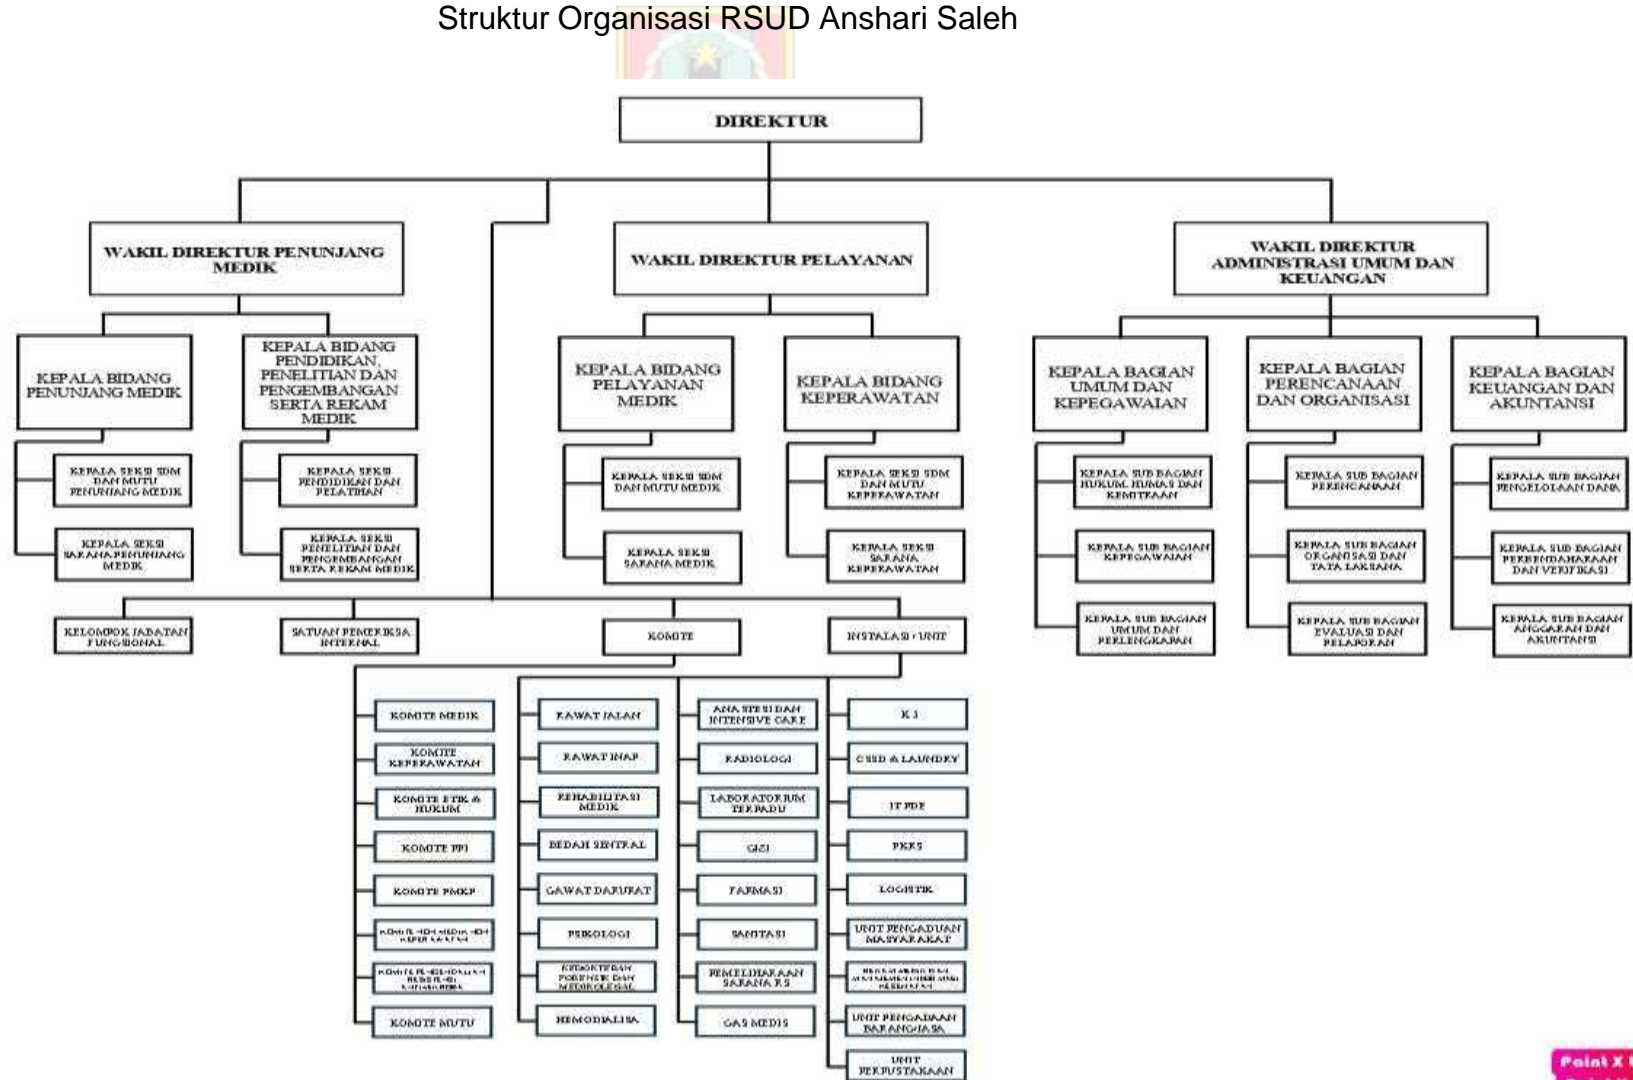 Struktur Organisasi RSUD Anshari Saleh
DIREKTUR
WAKIL DIREKTUR PENUNJANG
MEDIK
WAKIL DIREKTUR PELAYANAN
WAKIL DIREKTUR
ADMINISTRASI UMUM DAN
KEUANGAN
KEPALA BIDANG
PENUNJANG MEDIK
KEPALA BIDANG
PENDIDIKAN,
PENELITIAN DAN
PENGEMBANGAN
SERTA REKAM
MEDIK
KEPALA BIDANG
PELAYANAN
MEDIK
KEPALA BIDANG
KEPERAWATAN
KEPALA BAGIAN
UMUM DAN
KEPEGAWAIAN
KEPALA BAGIAN
PERENCANAAN
DAN ORGANISASI
KEPALA BAGIAN
KEUANGAN DAN
AKUNTANSI
KEPALA SEKSI SDM
DAN MUTU
PENUNJANG MEDIK
KEPALA SEKSI
PENDIDIKAN DAN
PELATIHAN
KEPALA SEKSI SDM
DAN MUTU MEDIK
KEPALA SEKSI SDM
DAN MUTU
KEPERAWATAN
KEPALA SUB BAGIAN
HUKUM, HUMAS DAN
KEMITRAAN
KEPALA SUB BAGIAN
PERENCANAAN
KEPALA SUB BAGIAN
PENGELOLAAN DANA
KEPALA SEKSI
SARANA PENUNJANG
MEDIK
KEPALA SEKSI
PENELITIAN DAN
PENGEMBANGAN
SERTA REKAM MEDIK
KEPALA SEKSI
SARANA MEDIK
KEPALA SEKSI
SARANA
KEPERAWATAN
KEPALA SUB BAGIAN
KEPEGAWAIAN
KEPALA SUB BAGIAN
ORGANISASI DAN
TATA LAKSANA
KEPALA SUB BAGIAN
PERBENDAHARAAN
DAN VERIFIKASI
KEPALA SUB BAGIAN
UMUM DAN
PERLENGKAPAN
KEPALA SUB BAGIAN
EVALUASI DAN
PELAPORAN
KEPALA SUB BAGIAN
ANGGARAN DAN
AKUNTANSI
KELOMPOK JABATAN
FUNGSIONAL
SATUAN PEMERIKSA
INTERNAL
KOMITE
INSTALASI / UNIT
KOMITE MEDIK
KOMITE
KEPERAWATAN
KOMITE ETIK &
HUKUM
KOMITE PPI
KOMITE PMKP
KOMITE NON MEDIK NON
KEPERAWATAN
KOMITE PENGENDALIAN
RESISTENSI
KOMITE MUTU
RAWAT JALAN
RAWAT INAP
REHABILITASI
MEDIK
BEDAH SENTRAL
GAWAT DARURAT
PSIKOLOGI
KEDOKTERAN
FORENSIK DAN
MEDIKOLEGAL
HEMODIALISA
ANASTESI DAN
INTENSIVE CARE
RADIOLOGI
LABORATORIUM
TERPADU
GIZI
FARMASI
SANITASI
PEMELIHARAAN
SARANA RS
GAS MEDIS
K3
CSSD & LAUNDRY
IT PDE
PKRS
LOGISTIK
UNIT PENGADUAN
MASYARAKAT
KESEHATAN
UNIT PENGADAAN
BARANG/JASA
UNIT
PERPUSTAKAAN
Paint X